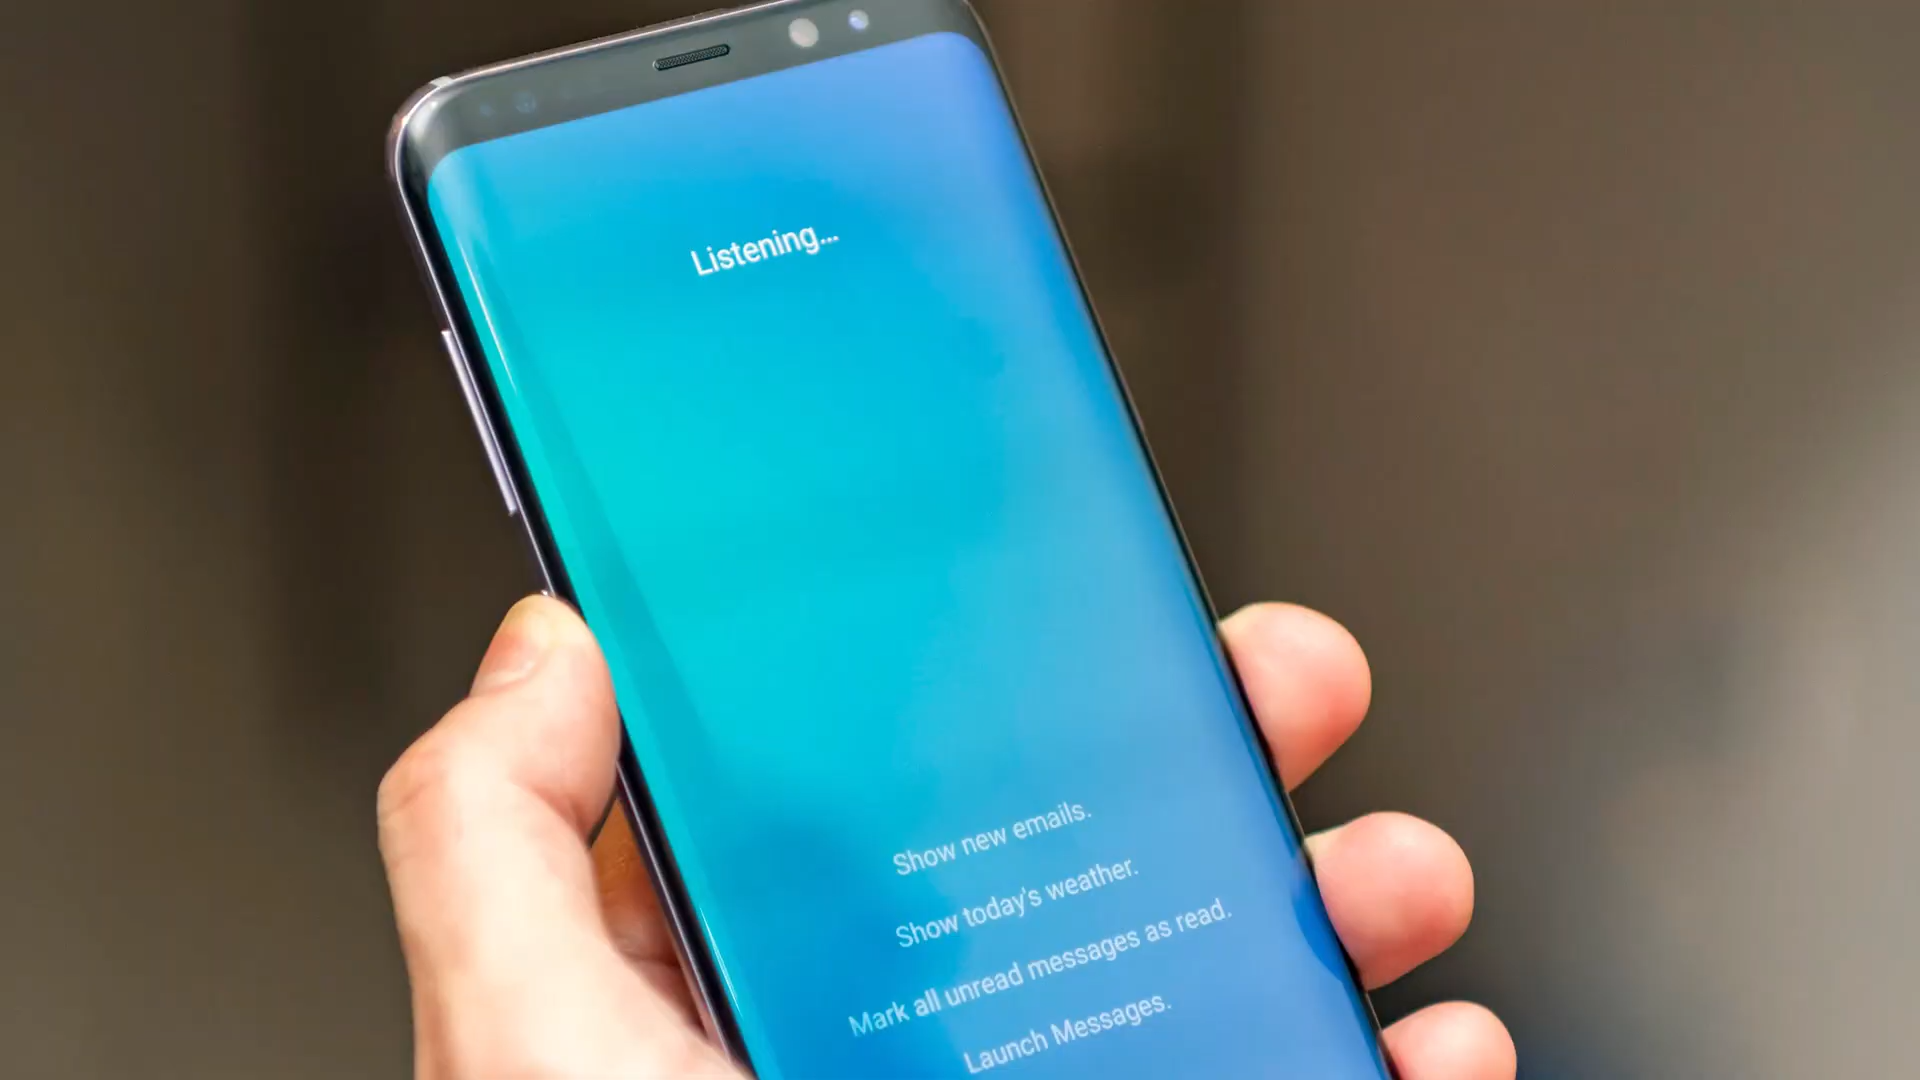 Listening...
Show new emails.
Show today's weather.
Mark all unread messages as read.
Launch Messages.